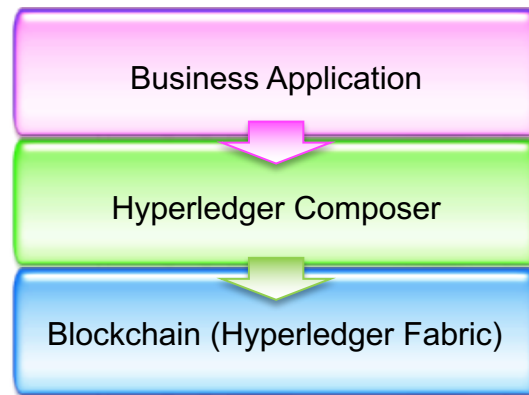 Business Application
Hyperledger Composer
Blockchain (Hyperledger Fabric)